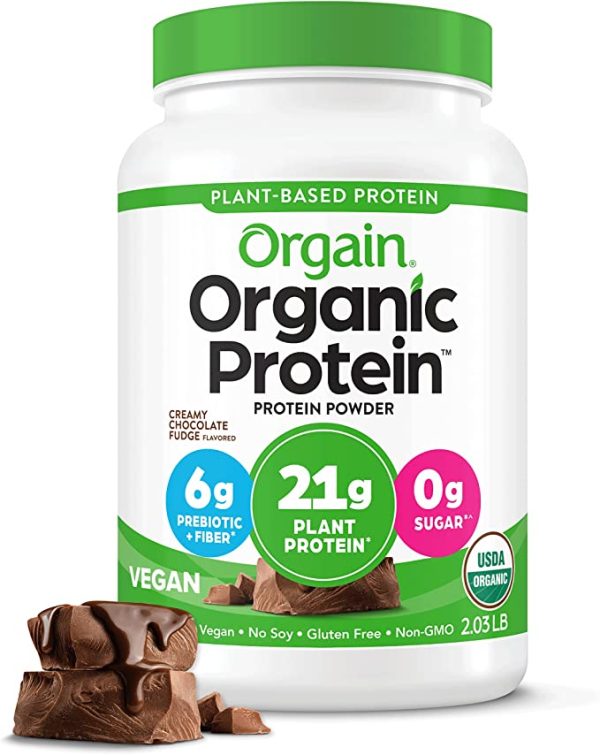 PLANT-BASED PROTEIN
Orgain®
Organic
Protein™
PROTEIN POWDER
CREAMY
CHOCOLATE
FUDGE FLAVORED
6g
PREBIOTIC
+ FIBER*
21g
PLANT
PROTEIN*
0g
SUGAR*^
USDA
ORGANIC
VEGAN
Vegan • No Soy • Gluten Free • Non-GMO 2.03 LB